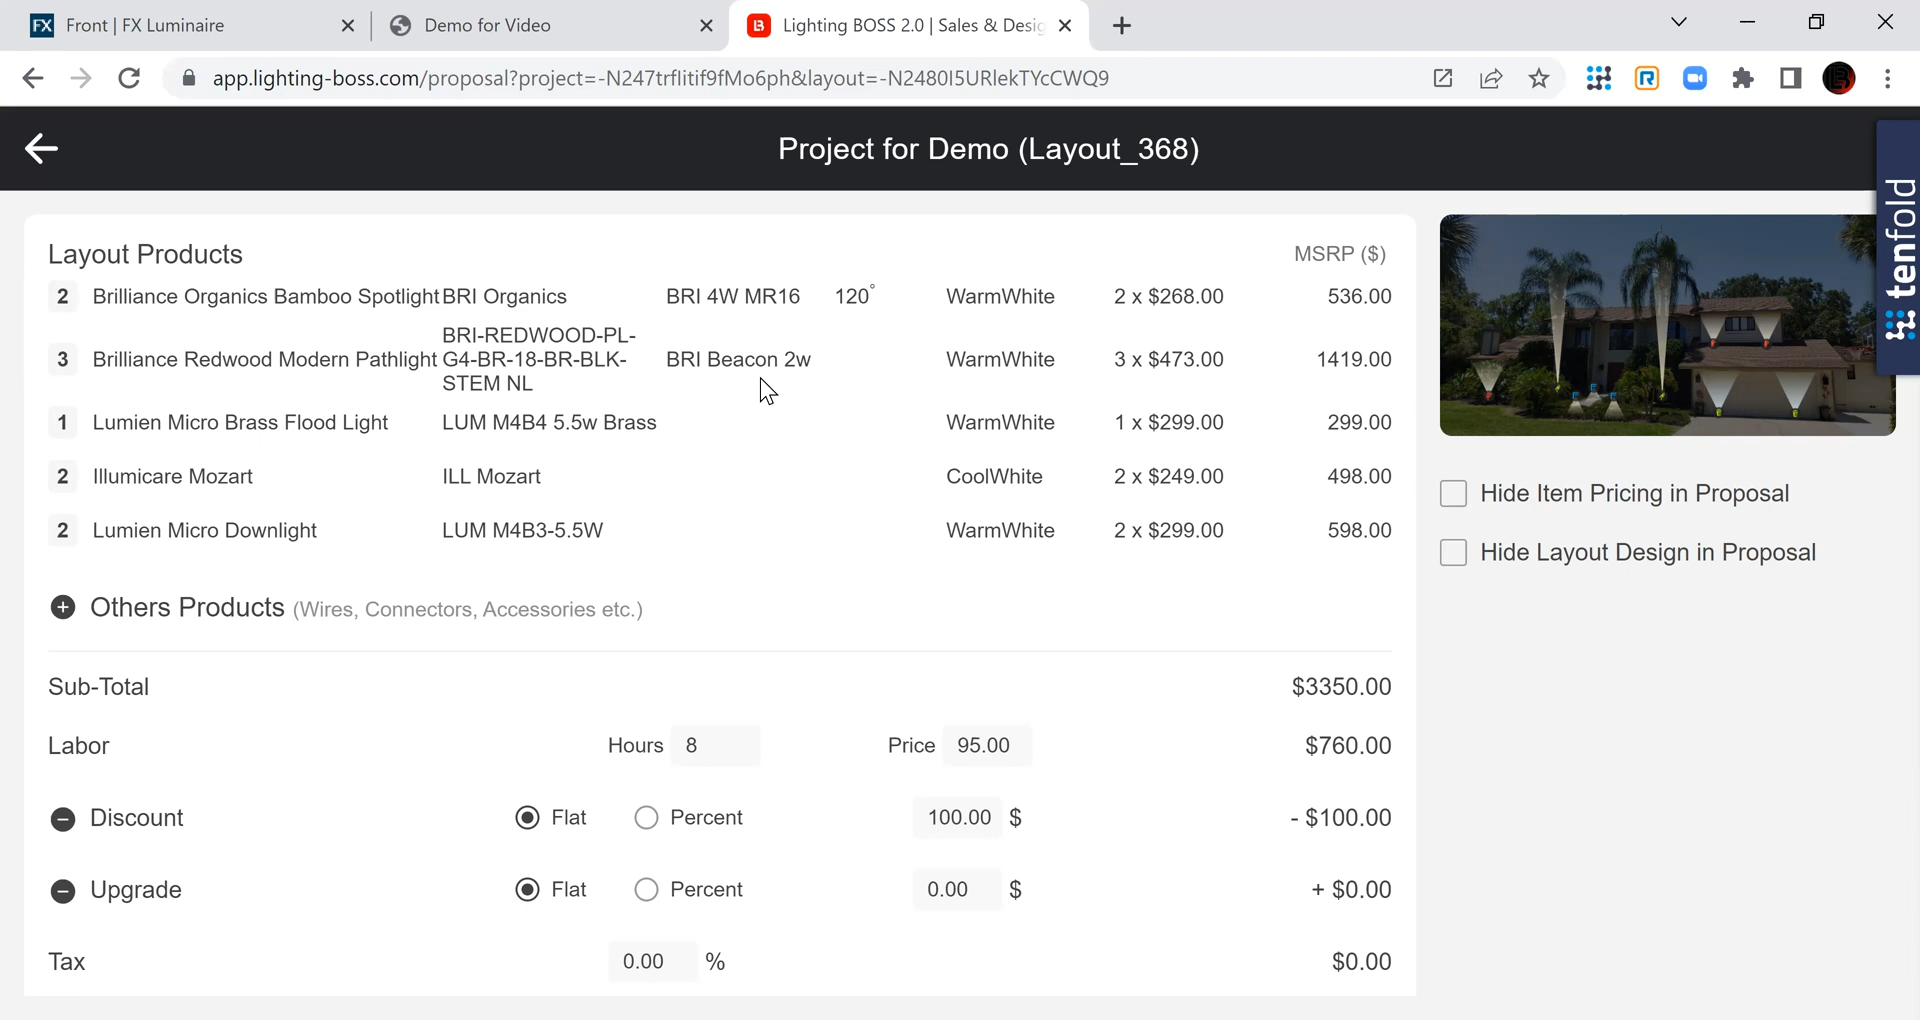 FX Front | FX Luminaire
Demo for Video
B Lighting BOSS 2.0 | Sales & Desig
app.lighting-boss.com/proposal?project=-N247trflitif9fMo6ph&layout=-N2480I5URlekTYcCWQ9
Project for Demo (Layout_368)
tenfold
Layout Products MSRP ($)
2 Brilliance Organics Bamboo Spotlight BRI Organics BRI 4W MR16 120° WarmWhite 2 x $268.00 536.00
BRI-REDWOOD-PL-
3 Brilliance Redwood Modern Pathlight G4-BR-18-BR-BLK- BRI Beacon 2w WarmWhite 3 x $473.00 1419.00
STEM NL
1 Lumien Micro Brass Flood Light LUM M4B4 5.5w Brass WarmWhite 1 x $299.00 299.00
2 Illumicare Mozart ILL Mozart CoolWhite 2 x $249.00 498.00
2 Lumien Micro Downlight LUM M4B3-5.5W WarmWhite 2 x $299.00 598.00
Hide Item Pricing in Proposal
Hide Layout Design in Proposal
Others Products (Wires, Connectors, Accessories etc.)
Sub-Total $3350.00
Labor Hours 8 Price 95.00 $760.00
Discount Flat Percent 100.00 $ - $100.00
Upgrade Flat Percent 0.00 $ + $0.00
Tax 0.00 % $0.00